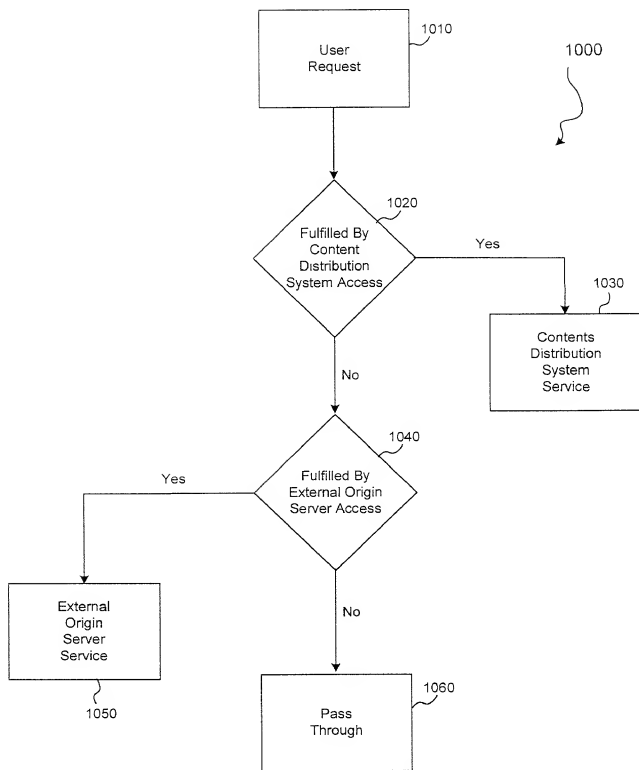 User
Request
1010
1000
Fulfilled By
Content
Distribution
System Access
1020
Yes
1030
Contents
Distribution
System
Service
No
1040
Fulfilled By
External Origin
Server Access
Yes
External
Origin
Server
Service
1050
No
1060
Pass
Through